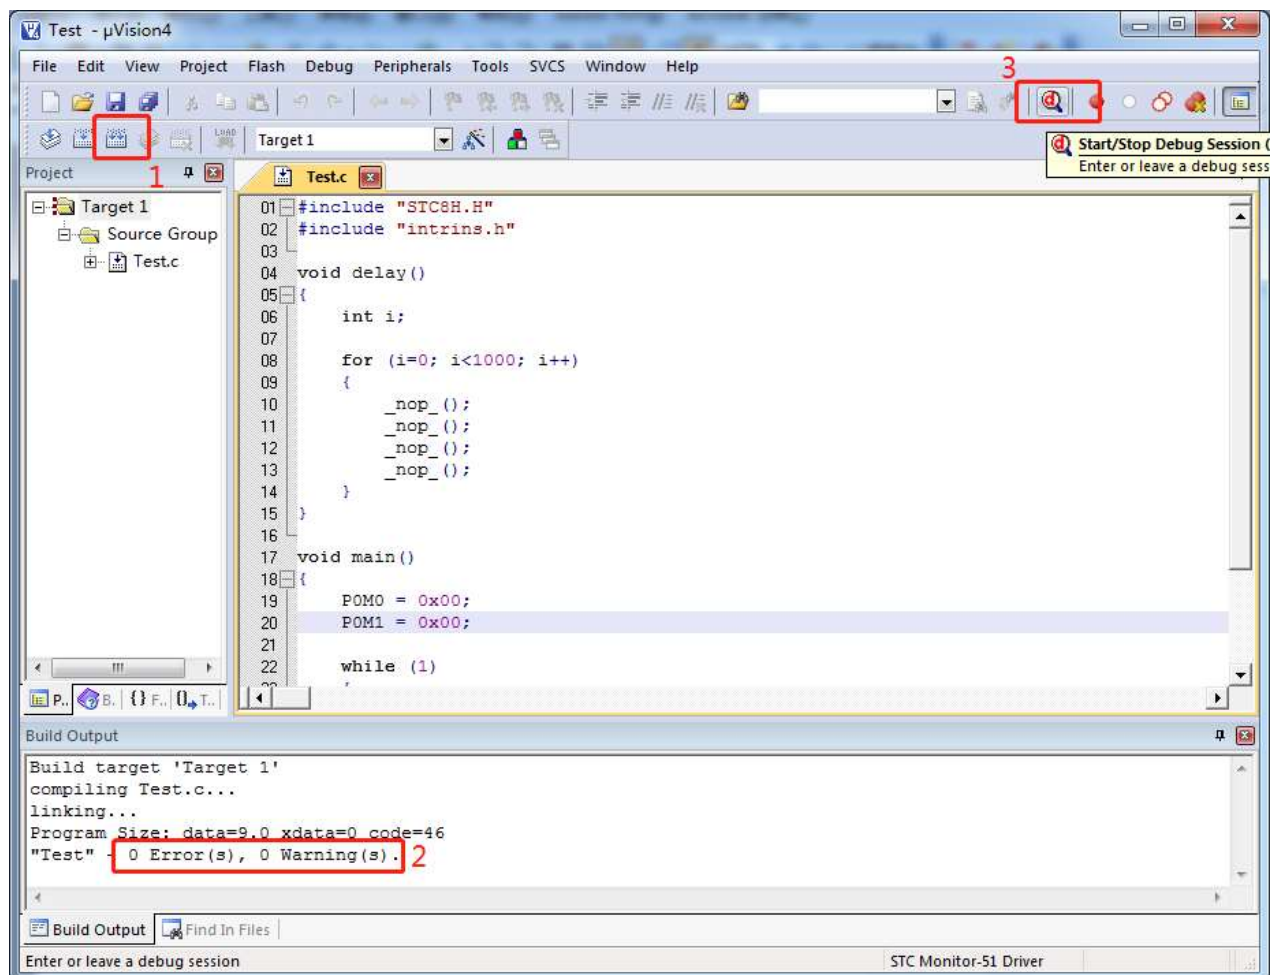 Test - µVision4
File Edit View Project Flash Debug Peripherals Tools SVCS Window Help
3
LOAD
Target 1
Start/Stop Debug Session (
Enter or leave a debug sess
Project
1
Test.c
Target 1
Source Group
Test.c
01 #include "STC8H.H"
02 #include "intrins.h"
03
04 void delay()
05 {
06 int i;
07
08 for (i=0; i<1000; i++)
09 {
10 _nop_();
11 _nop_();
12 _nop_();
13 _nop_();
14 }
15 }
16
17 void main()
18 {
19 P0M0 = 0x00;
20 P0M1 = 0x00;
21
22 while (1)
P.. B. {} F.. T..
Build Output
Build target 'Target 1'
compiling Test.c...
linking...
Program Size: data=9.0 xdata=0 code=46
"Test" - 0 Error(s), 0 Warning(s).
2
Build Output Find In Files
Enter or leave a debug session STC Monitor-51 Driver